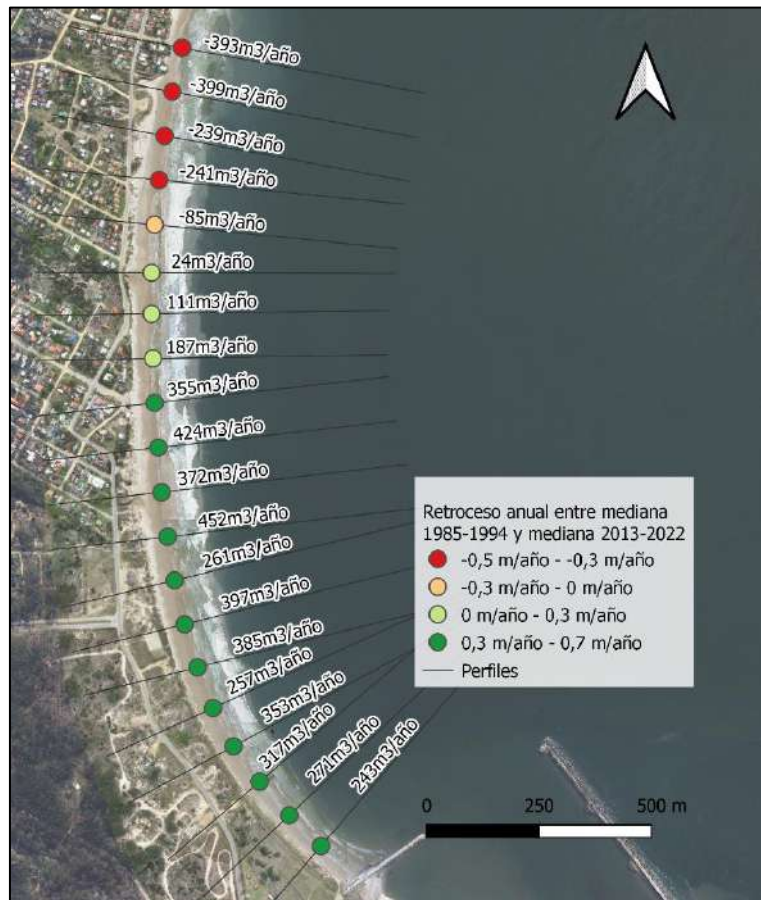 -393m3/año
-399m3/año
-239m3/año
-241m3/año
-85m3/año
24m3/año
111m3/año
187m3/año
355m3/año
424m3/año
372m3/año
452m3/año
261m3/año
397m3/año
385m3/año
257m3/año
353m3/año
317m3/año
271m3/año
243m3/año
Retroceso anual entre mediana
1985-1994 y mediana 2013-2022
-0,5 m/año - -0,3 m/año
-0,3 m/año - 0 m/año
0 m/año - 0,3 m/año
0,3 m/año - 0,7 m/año
Perfiles
0 250 500 m